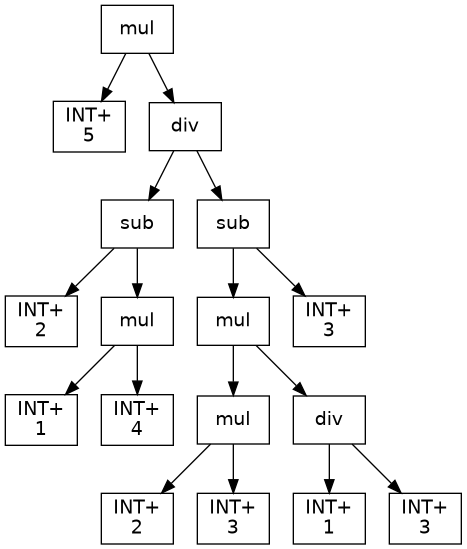 mul
INT+
5
div
sub
sub
INT+
2
mul
mul
INT+
3
INT+
1
INT+
4
mul
div
INT+
2
INT+
3
INT+
1
INT+
3